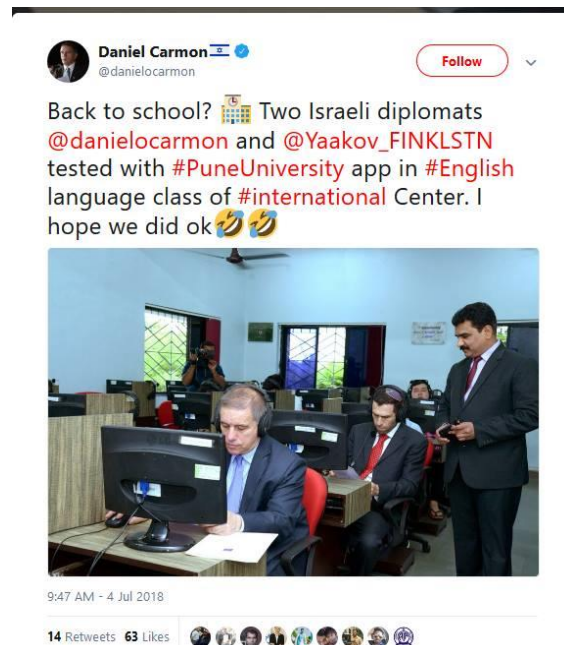 Daniel Carmon🇮🇱
@danielocarmon
Follow
Back to school? 🏫 Two Israeli diplomats
@danielocarmon and @Yaakov_FINKLSTN
tested with #PuneUniversity app in #English
language class of #international Center. I
hope we did ok🤣🤣
9:47 AM - 4 Jul 2018
14 Retweets 63 Likes